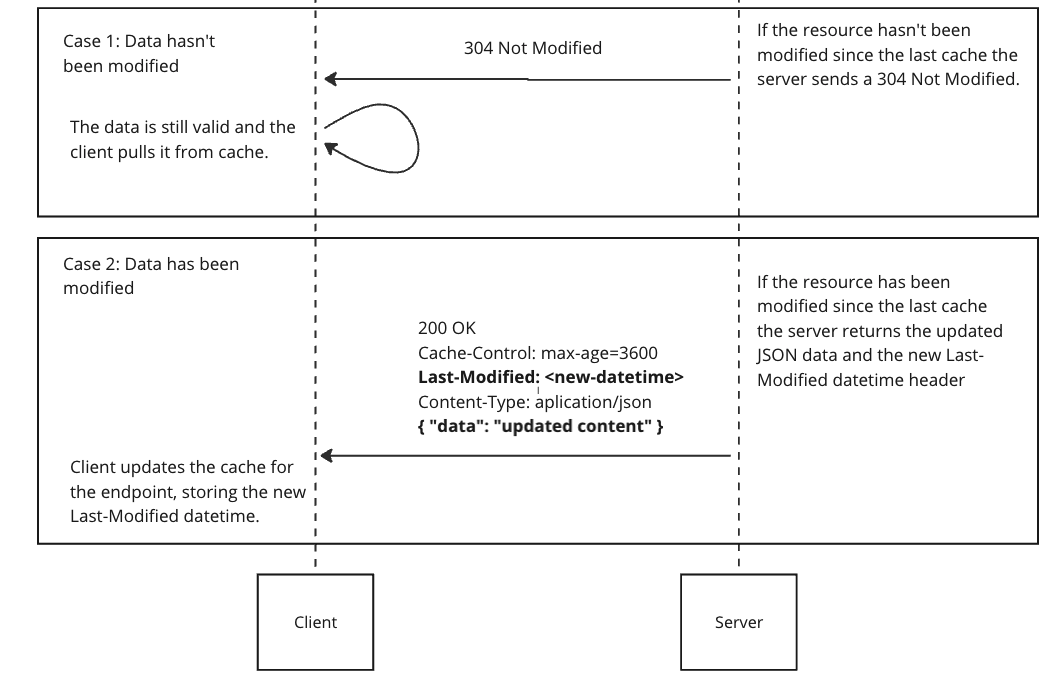 Case 1: Data hasn't
been modified
304 Not Modified
If the resource hasn't been
modified since the last cache the
server sends a 304 Not Modified.
The data is still valid and the
client pulls it from cache.
Case 2: Data has been
modified
If the resource has been
modified since the last cache
the server returns the updated
JSON data and the new Last-
Modified datetime header
200 OK
Cache-Control: max-age=3600
Last-Modified: <new-datetime>
Content-Type: aplication/json
{ "data": "updated content" }
Client updates the cache for
the endpoint, storing the new
Last-Modified datetime.
Client
Server